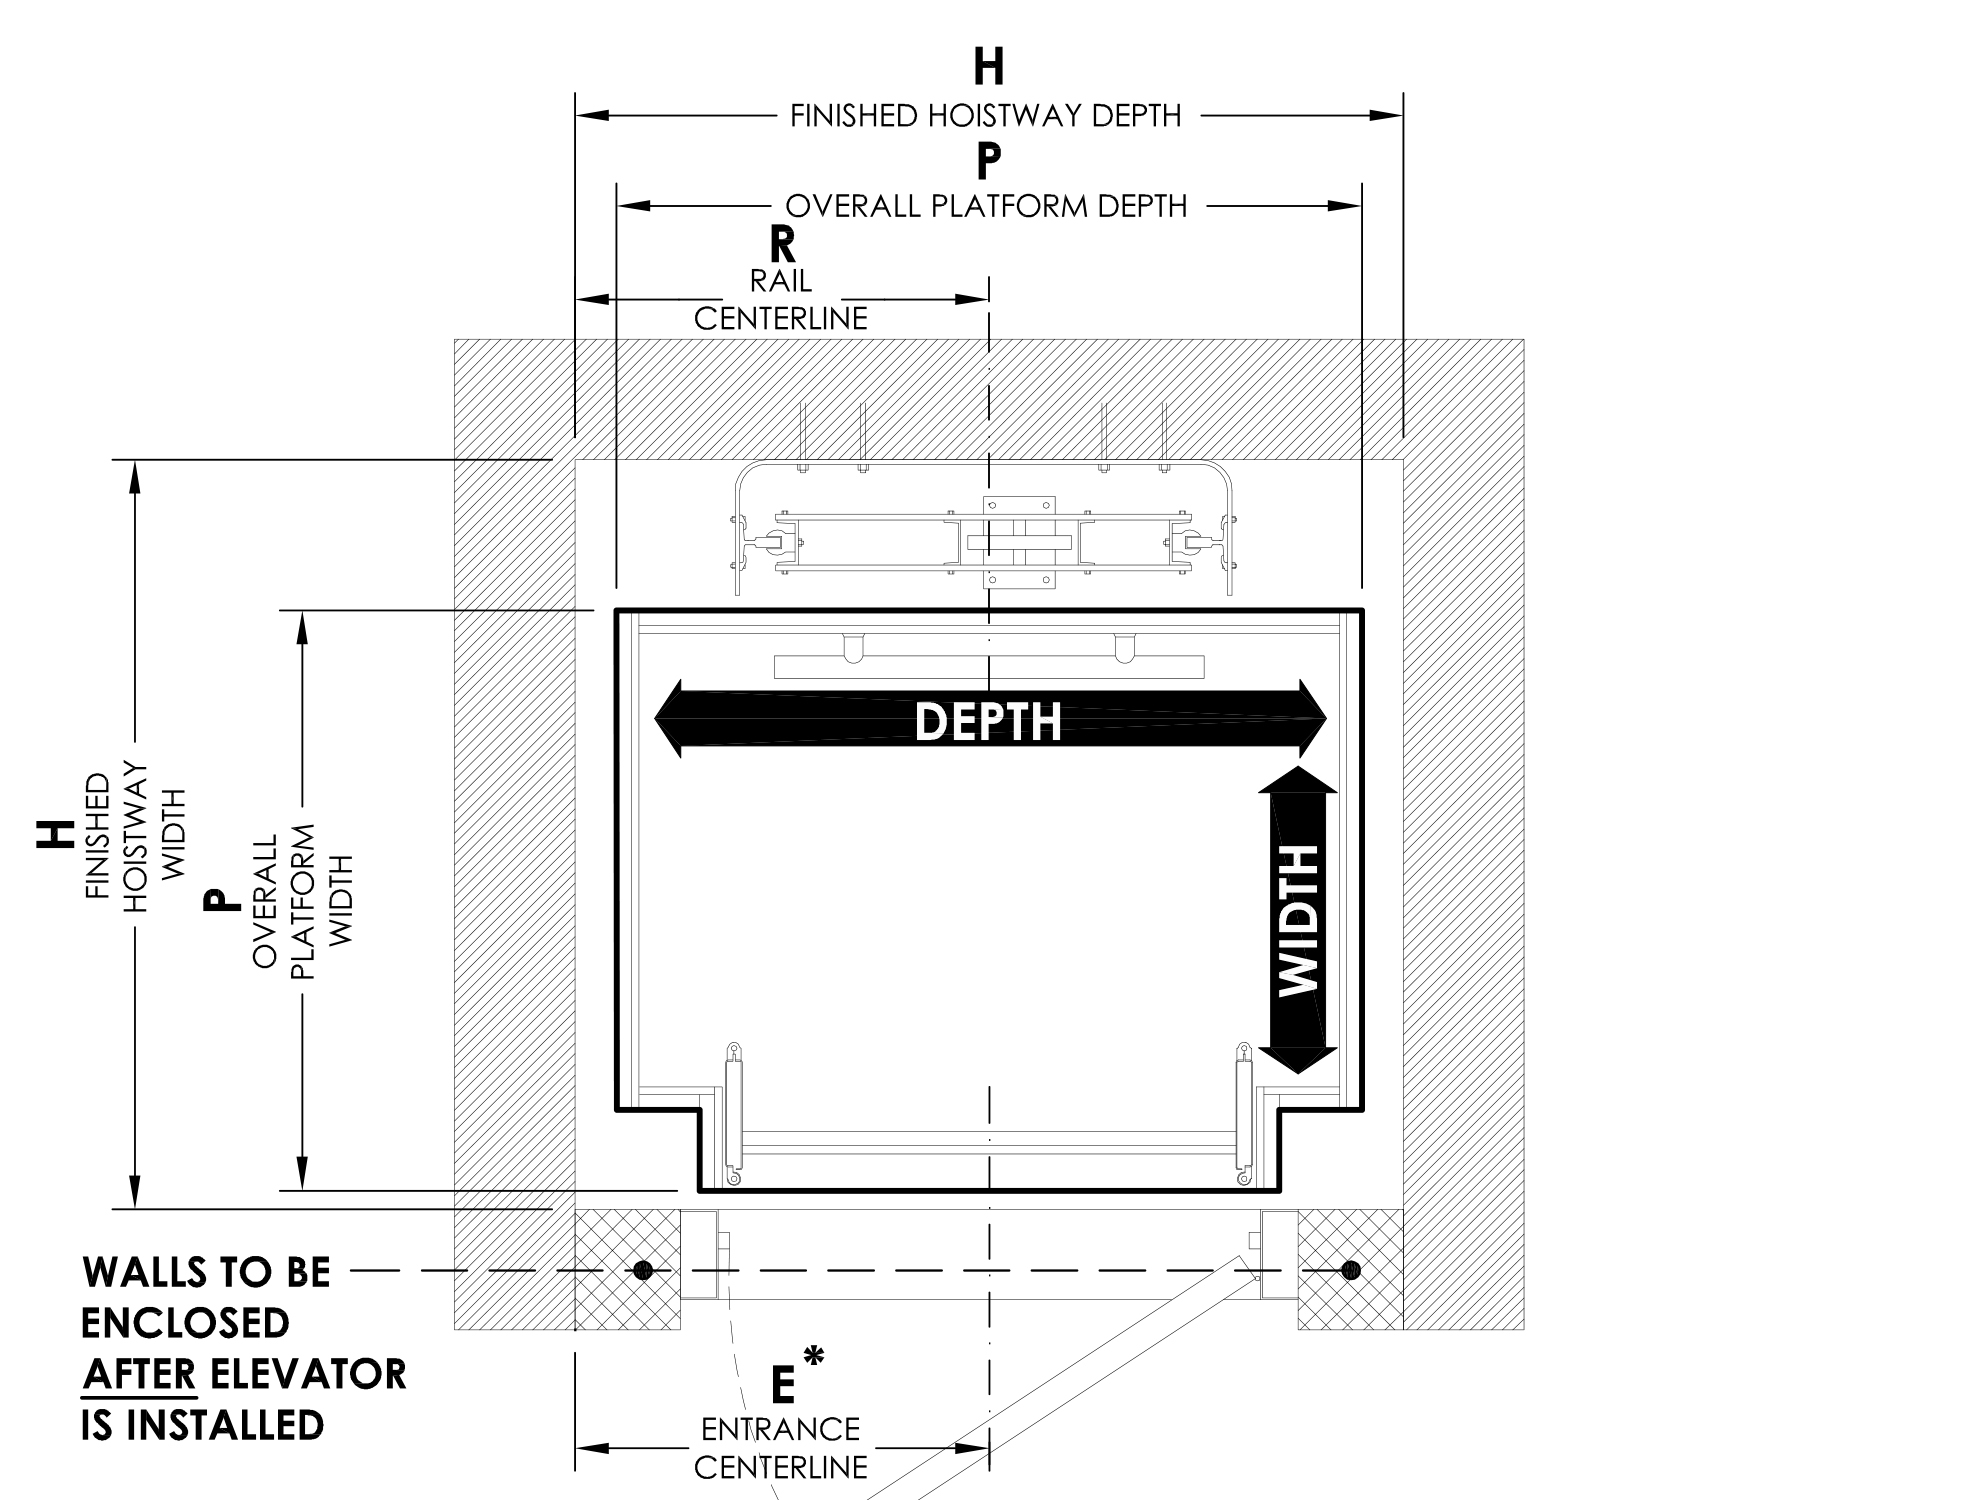 H
FINISHED HOISTWAY DEPTH
P
OVERALL PLATFORM DEPTH
R
RAIL
CENTERLINE
DEPTH
WIDTH
H
FINISHED
HOISTWAY
WIDTH
P
OVERALL
PLATFORM
WIDTH
WALLS TO BE
ENCLOSED
AFTER ELEVATOR
IS INSTALLED
E*
ENTRANCE
CENTERLINE